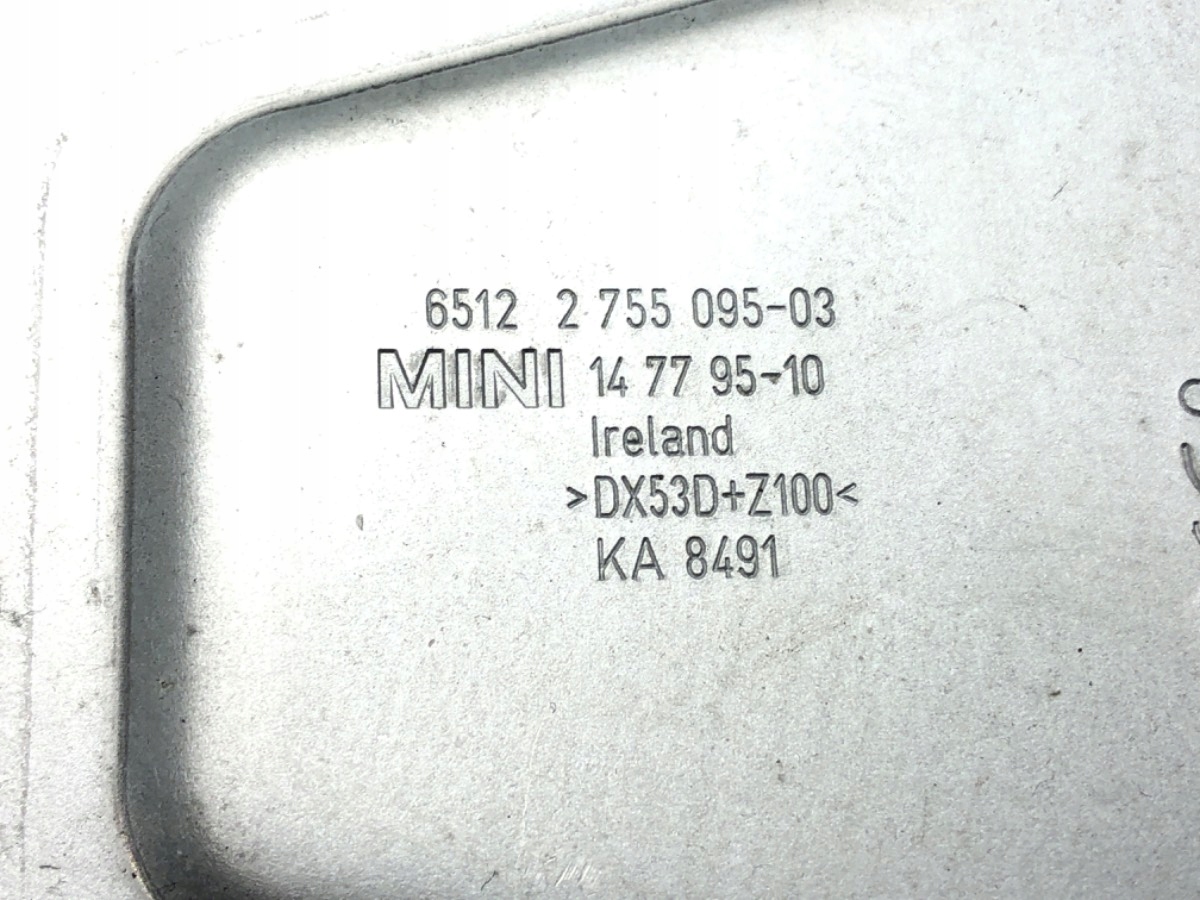 6512 2 755 095-03
MINI 14 77 95-10
Ireland
>DX53D+Z100<
KA 8491